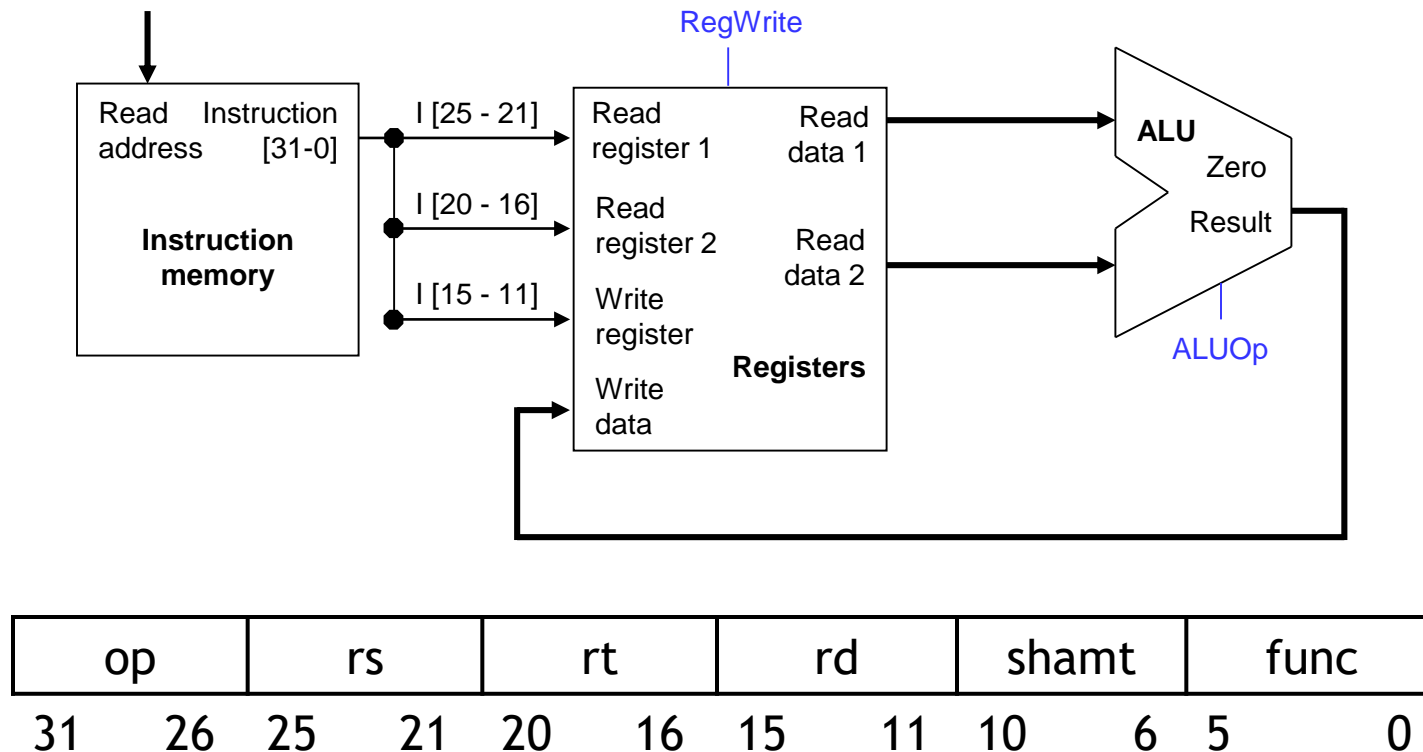 RegWrite
Read Instruction
address [31-0]
Instruction
memory
I [25 - 21]
I [20 - 16]
I [15 - 11]
Read
register 1
Read
data 1
Read
register 2
Read
data 2
Write
register
Registers
Write
data
ALU
Zero
Result
ALUOp
op rs rt rd shamt func
31 26 25 21 20 16 15 11 10 6 5 0